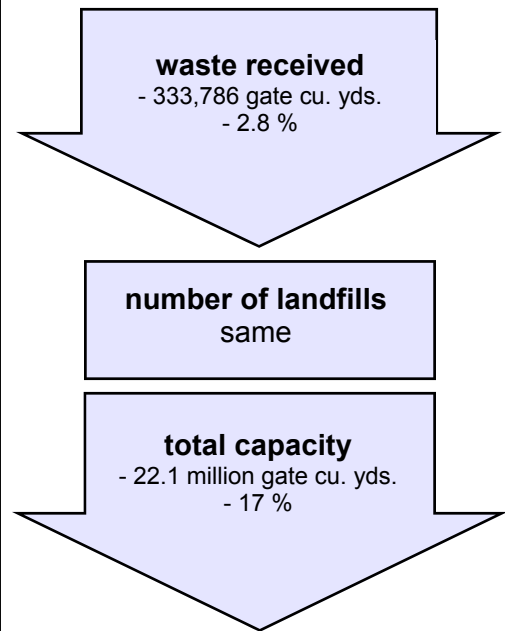 waste received
- 333,786 gate cu. yds.
- 2.8 %
number of landfills
same
total capacity
- 22.1 million gate cu. yds.
- 17 %